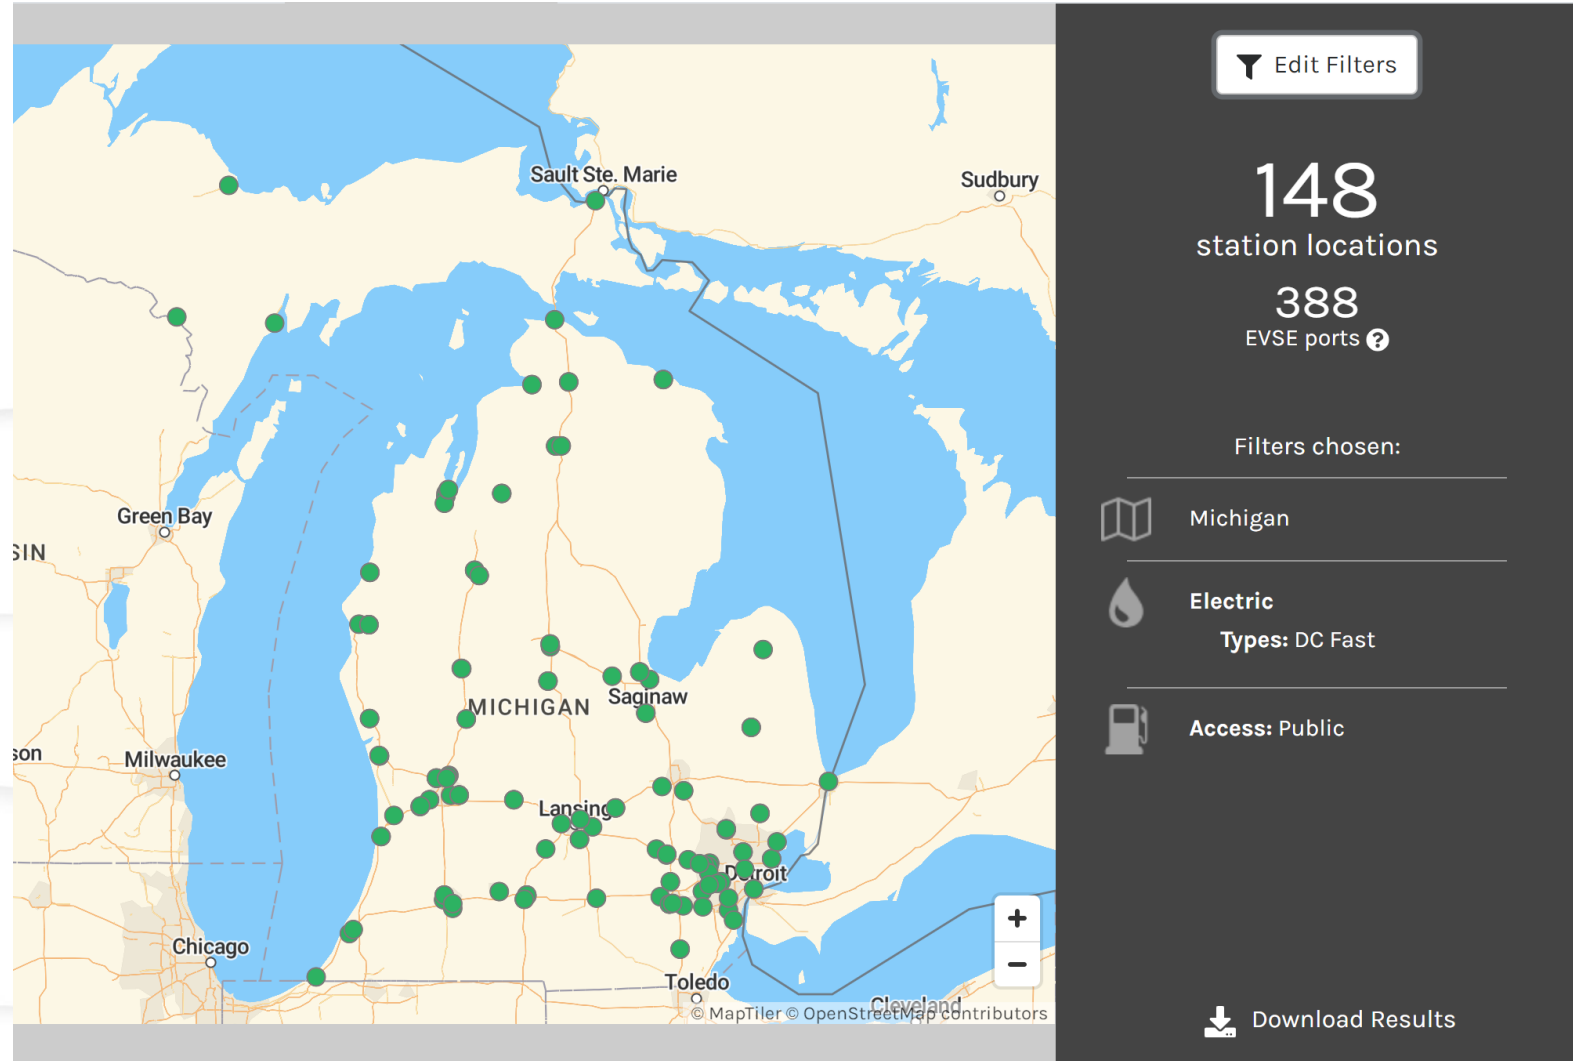 Sault Ste. Marie
Sudbury
Green Bay
SIN
MICHIGAN
Saginaw
son
Milwaukee
Lansing
Detroit
Chicago
Toledo
Cleveland
+
−
© MapTiler © OpenStreetMap contributors
Edit Filters
148
station locations
388
EVSE ports ?
Filters chosen:
Michigan
Electric
Types: DC Fast
Access: Public
Download Results